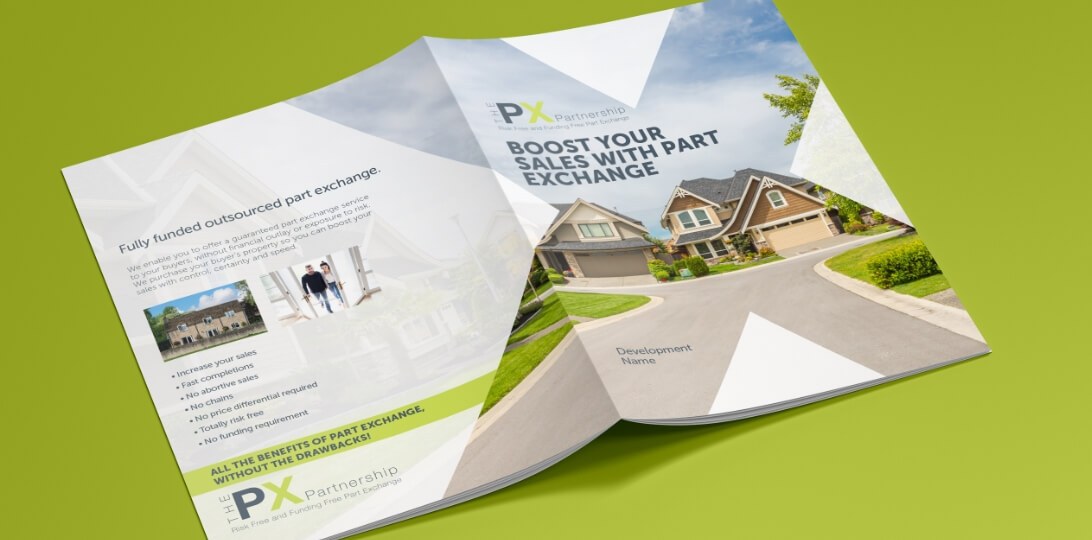 Fully funded outsourced part exchange.
We enable you to offer a guaranteed part exchange service
to your buyers, without financial outlay or exposure to risk.
We purchase your buyer's property so you can boost your
sales with control, certainty and speed.
• Increase your sales
• Fast completions
• No abortive sales
• No chains
• No price differential required
• Totally risk free
• No funding requirement
ALL THE BENEFITS OF PART EXCHANGE,
WITHOUT THE DRAWBACKS!
THE PX Partnership
Risk Free and Funding Free Part Exchange
THE PX Partnership
Risk Free and Funding Free Part Exchange
BOOST YOUR
SALES WITH PART
EXCHANGE
Development
Name